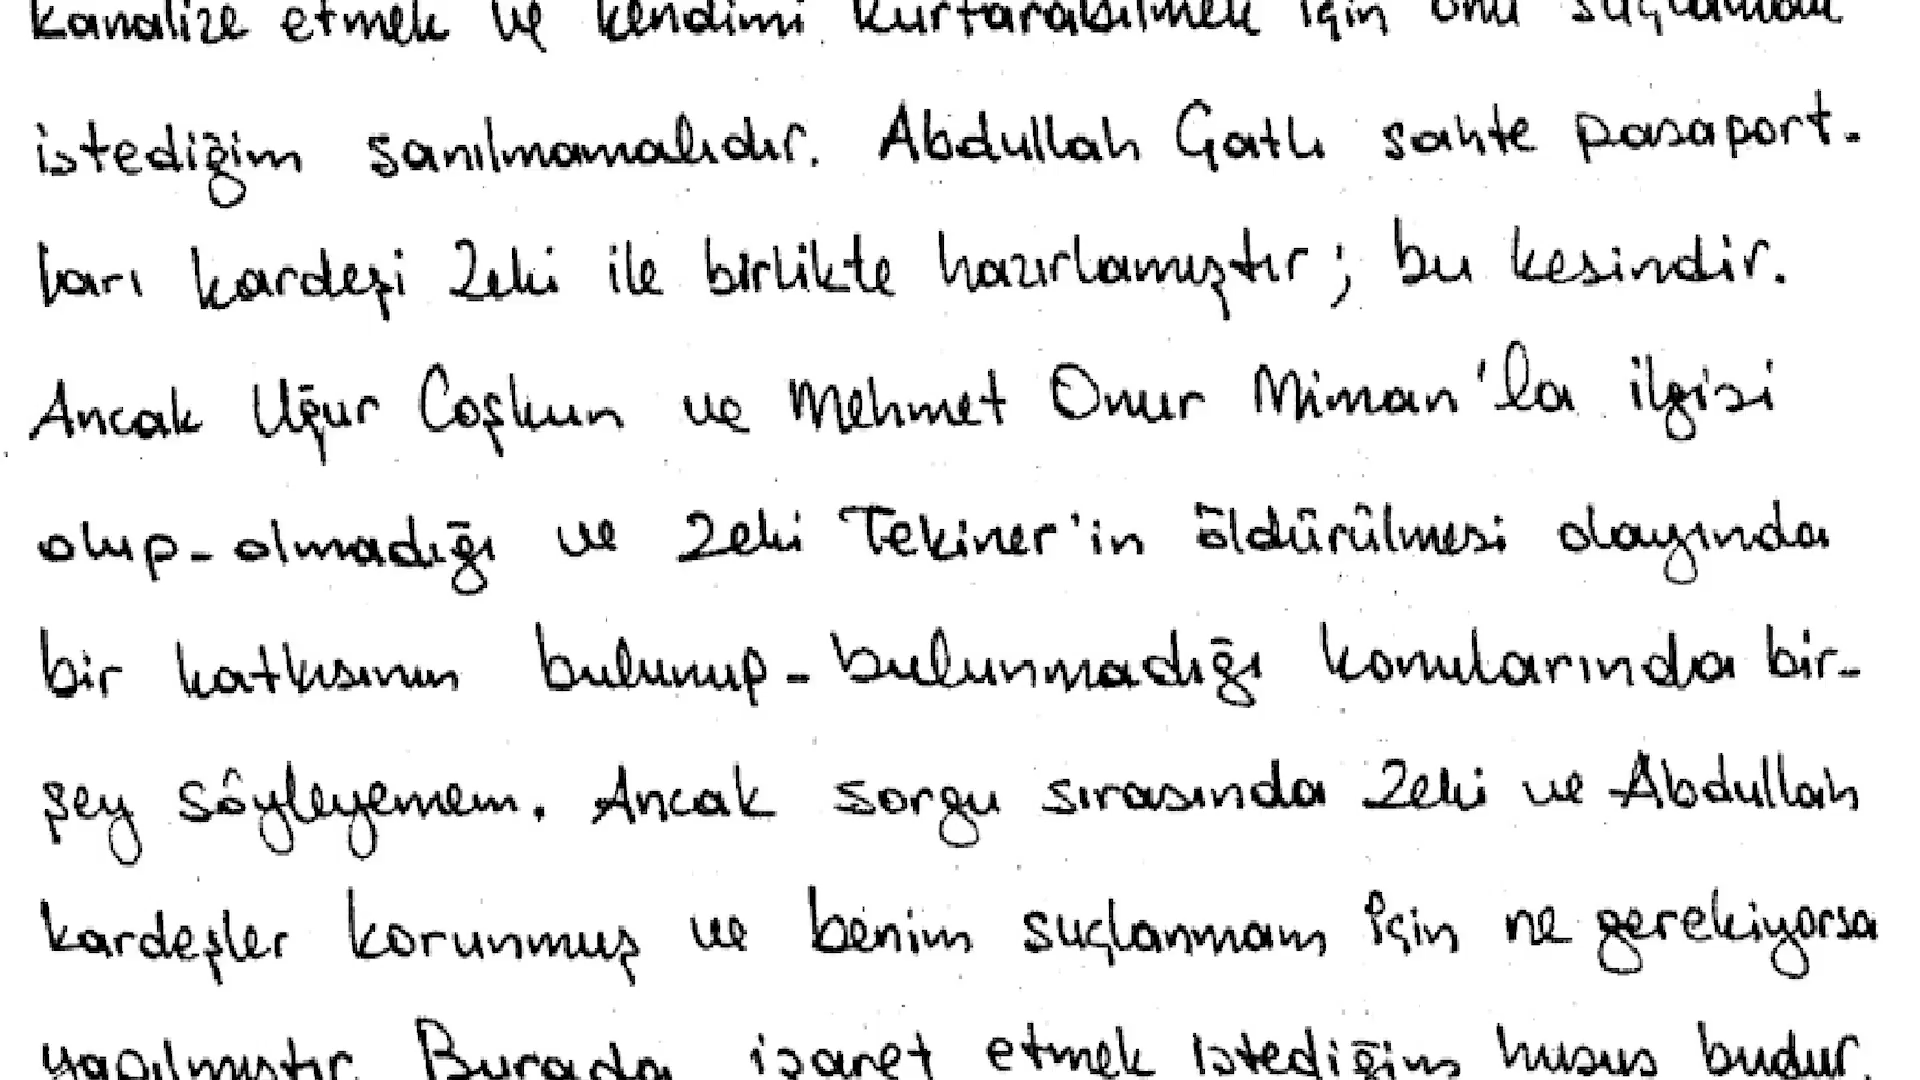 kanalize etmek ve kendimi kurtarabilmek için onu suçlamak
istediğim sanılmamalıdır. Abdullah Çatlı sahte pasaport-
ları kardeşi Zeki ile birlikte hazırlamıştır; bu kesindir.
Ancak Uğur Coşkun ve Mehmet Onur Miman'la ilgisi
olup-olmadığı ve Zeki Tekiner'in öldürülmesi olayında
bir katkısının bulunup-bulunmadığı konularında bir-
şey söyleyemem. Ancak sorgu sırasında Zeki ve Abdullah
kardeşler korunmuş ve benim suçlanmam için ne gerekiyorsa
yapılmıştır. Burada işaret etmek istediğim husus budur.